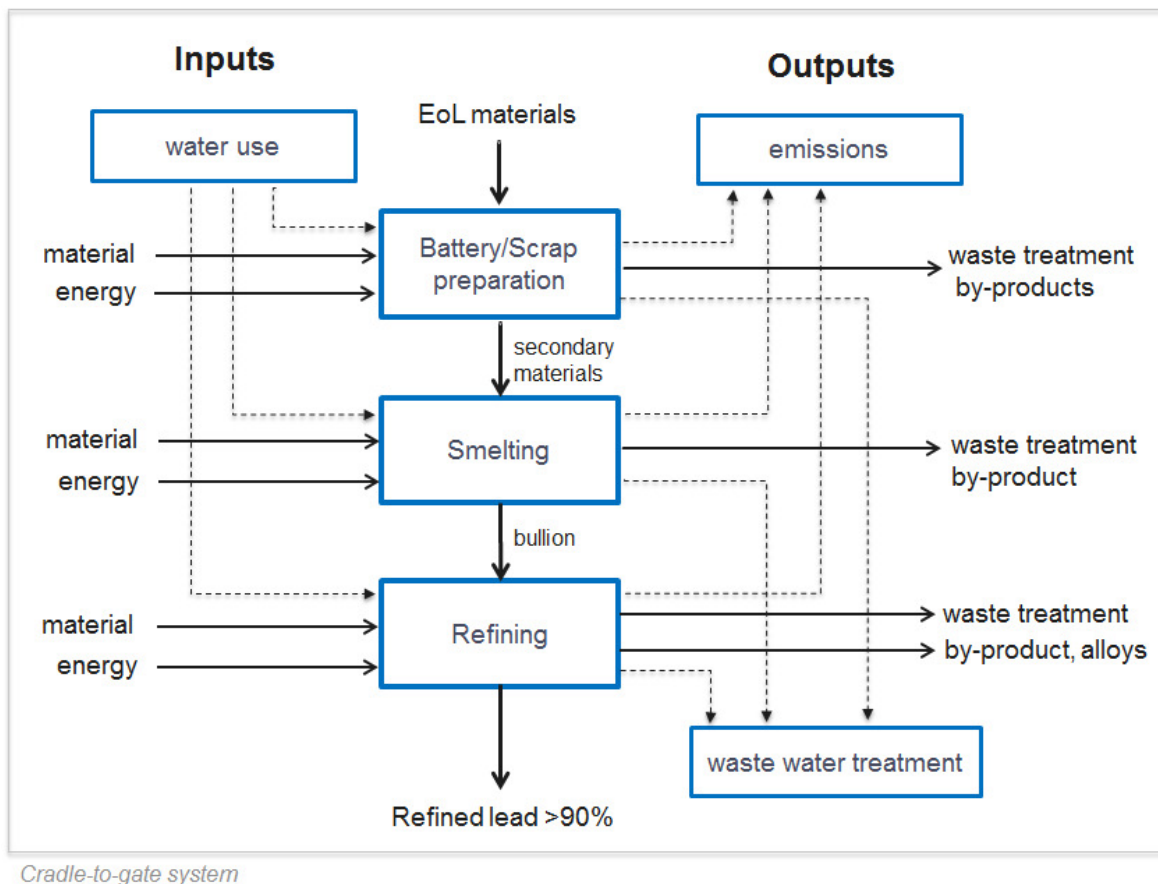 Inputs
Outputs
water use
EoL materials
emissions
material
energy
Battery/Scrap
preparation
waste treatment
by-products
secondary
materials
material
energy
Smelting
waste treatment
by-product
bullion
material
energy
Refining
waste treatment
by-product, alloys
waste water treatment
Refined lead >90%
Cradle-to-gate system